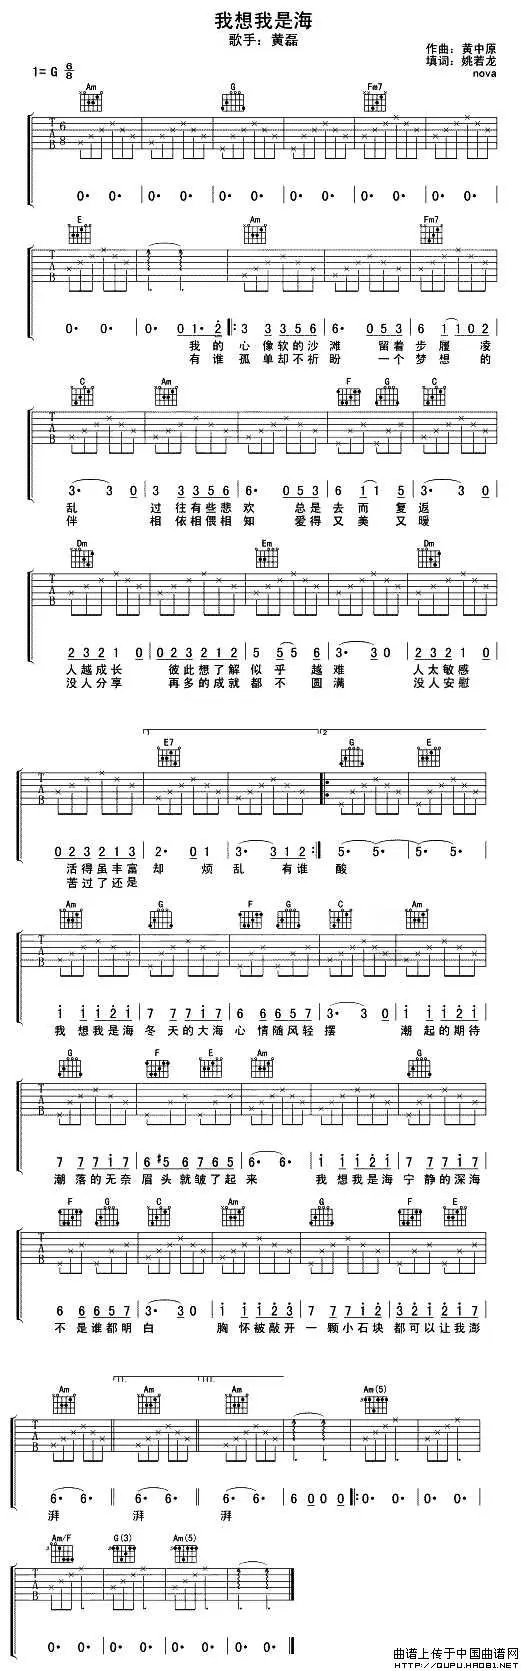 我想我是海
歌手：黄磊
作曲：黄中原
填词：姚若龙
nova
1=G 6/8
Am G Fm7
T A B 6 8
0· 0· | 0· 0· | 0· 0· | 0· 0· | 0· 0·
E Am Fm7
0· 0· | 0· 0 1· 2 3 3 3 5 6 | 6· 0 5 3 | 6 1 1 0 2
我的心像软的沙滩 留着步履凌
有谁孤单却不祈盼 一个梦想的
C Am F G C
3· 3 0 | 3 3 3 5 6 | 6· 0 5 3 | 6 1 1 5 | 3· 3 0
乱 过往有些悲欢 总是去而复返
伴 相依相偎相知 爱得又美又暖
Dm Em Dm
2 3 2 1 0 | 0 2 3 2 1 2 | 5 5 5 6 | 3· 3 0 | 2 3 2 1 0
人越成长 彼此想了解似乎越难 人太敏感
没人分享 再多的成就都不圆满 没人安慰
1 2
E7 G E
T A B
0 2 3 2 1 3 | 2· 0 1 | 3· 3 1 2 | 5· 5· | 5· 5·
活得虽丰富却烦乱 有谁酸
苦过了还是
Am G F G C Am
T A B
1 1 1 2 1 | 7 7 7 1 7 | 6 6 6 5 7 | 3· 3 0 | 1 1 1 2 1
我想我是海 冬天的大海 心情随风轻摆 潮起的期待
G F E Am G
T A B
7 7 7 1 7 | 6 #5 6 7 6 5 | 6· 6· | 1 1 1 2 1 | 7 7 7 1 7
潮落的无奈 眉头就皱了起来 我想我是海 宁静的深海
F G C Am G F E
T A B
6 6 6 5 7 | 3· 3 0 | 1 1 1 2 3 | 7 7 7 1 7 | 6 6 6 5 6 7
不是谁都明白 胸怀被敲开 一颗小石块 都可以让我澎
Am Am Am Am(5)
T A B
6· 6· 6· 6· 6· 6· 6 0 0 0 0 0· 0·
湃 湃 湃
Am/F G(3) Am(5)
T A B
0· 0· | 0· 0· | 0· 0· | 0· 0·
曲谱上传于中国曲谱网
HTTP://QUPU.HAO81.NET